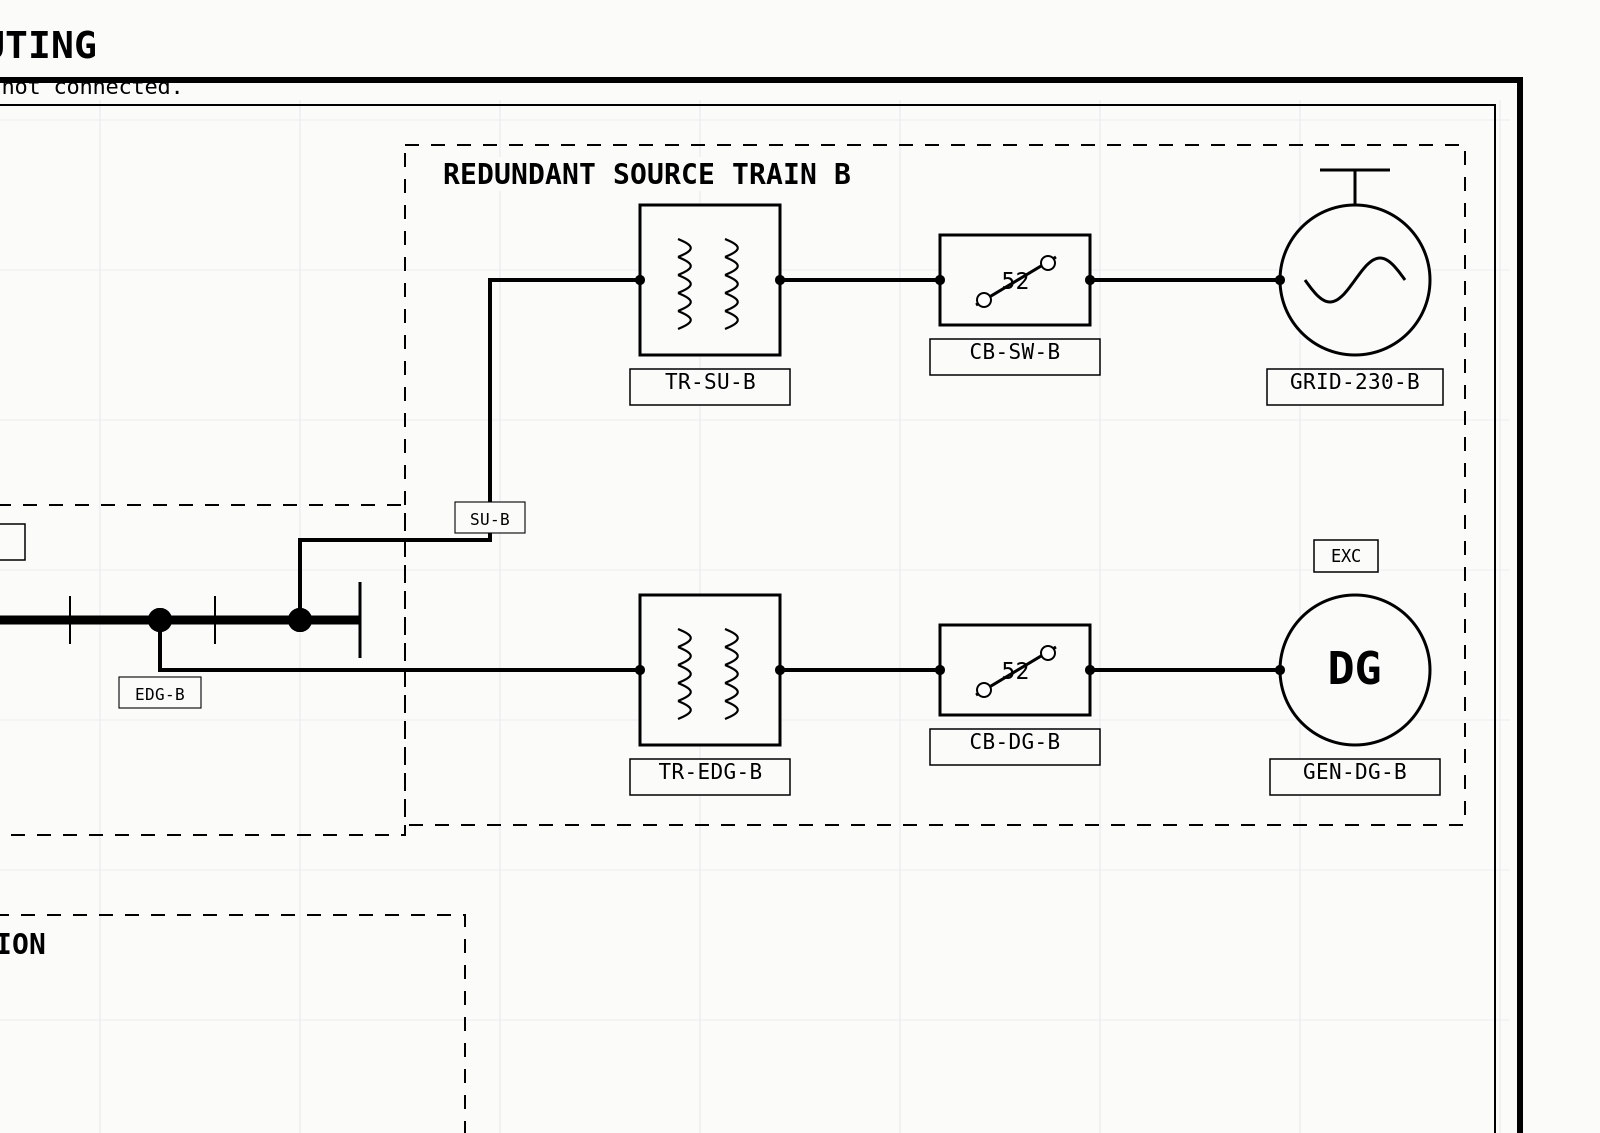 UTING
not connected.
REDUNDANT SOURCE TRAIN B
52
TR-SU-B
CB-SW-B
GRID-230-B
SU-B
EXC
52
DG
EDG-B
TR-EDG-B
CB-DG-B
GEN-DG-B
ION